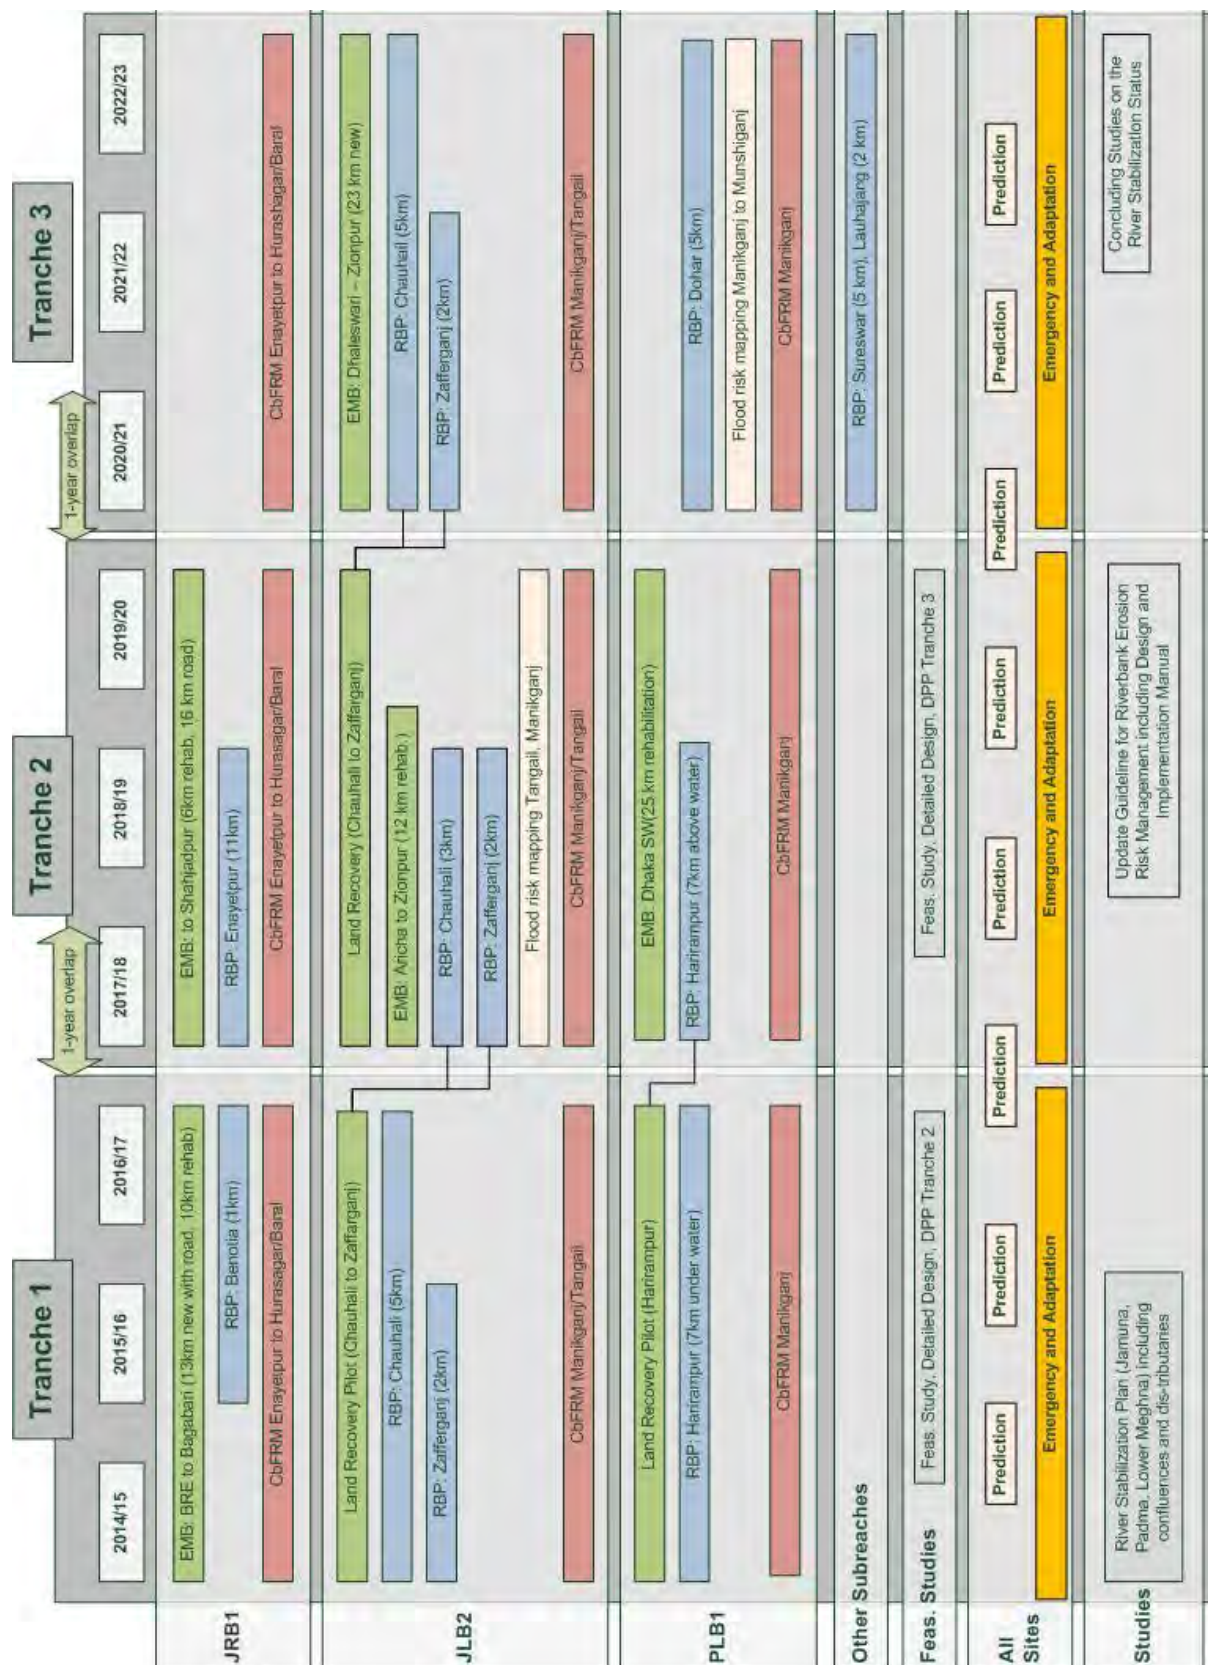 Tranche 1
Tranche 2
Tranche 3
1-year overlap
1-year overlap
2014/15
2015/16
2016/17
2017/18
2018/19
2019/20
2020/21
2021/22
2022/23
JRB1
EMB: BRE to Bagabari (13km new with road, 10km rehab)
RBP: Benotia (1km)
CbFRM Enayetpur to Hurasagar/Baral
EMB: to Shahjadpur (6km rehab, 16 km road)
RBP: Enayetpur (11km)
CbFRM Enayetpur to Hurasagar/Baral
CbFRM Enayetpur to Hurashagar/Baral
JLB2
Land Recovery Pilot (Chauhali to Zaffarganj)
RBP: Chauhali (5km)
RBP: Zafferganj (2km)
CbFRM Manikganj/Tangail
Land Recovery (Chauhali to Zaffarganj)
EMB: Aricha to Zionpur (12 km rehab.)
RBP: Chauhali (3km)
RBP: Zafferganj (2km)
Flood risk mapping Tangail, Manikganj
CbFRM Manikganj/Tangail
EMB: Dhaleswari – Zionpur (23 km new)
RBP: Chauhail (5km)
RBP: Zafferganj (2km)
CbFRM Manikganj/Tangail
PLB1
Land Recovery Pilot (Harirampur)
RBP: Harirampur (7km under water)
CbFRM Manikganj
EMB: Dhaka SW(25 km rehabilitation)
RBP: Harirampur (7km above water)
CbFRM Manikganj
RBP: Dohar (5km)
Flood risk mapping Manikganj to Munshiganj
CbFRM Manikganj
Other Subreaches
RBP: Sureswar (5 km), Lauhajang (2 km)
Feas. Studies
Feas. Study, Detailed Design, DPP Tranche 2
Feas. Study, Detailed Design, DPP Tranche 3
All
Sites
Prediction
Prediction
Prediction
Prediction
Prediction
Prediction
Prediction
Prediction
Prediction
Emergency and Adaptation
Emergency and Adaptation
Emergency and Adaptation
Studies
River Stabilization Plan (Jamuna,
Padma, Lower Meghna) including
confluences and dis-tributaries
Update Guideline for Riverbank Erosion
Risk Management including Design and
Implementation Manual
Concluding Studies on the
River Stabilization Status